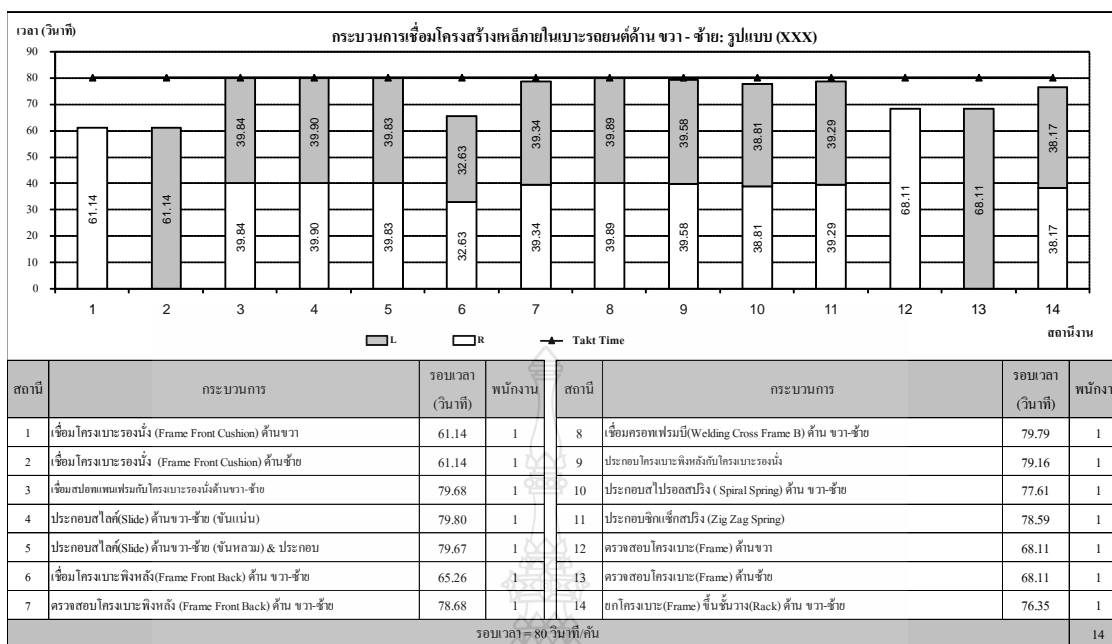 เวลา (วินาที)
กระบวนการเชื่อมโครงสร้างเหล็กภายในเบาะรถยนต์ด้าน ขวา - ซ้าย: รูปแบบ (XXX)
90
80
70
60
50
40
30
20
10
0
61.14 61.14 39.84 39.90 39.83 32.63 39.34 39.89 39.58 38.81 39.29 68.11 68.11 38.17
39.84 39.90 39.83 32.63 39.34 39.89 39.58 38.81 39.29 38.17
1 2 3 4 5 6 7 8 9 10 11 12 13 14
สถานีงาน
L R Takt Time
สถานี กระบวนการ รอบเวลา (วินาที) พนักงาน สถานี กระบวนการ รอบเวลา (วินาที) พนักงา
1 เชื่อมโครงเบาะรองนั่ง (Frame Front Cushion) ด้านขวา 61.14 1 8 เชื่อมครอทเฟรมบี(Welding Cross Frame B) ด้าน ขวา-ซ้าย 79.79 1
2 เชื่อมโครงเบาะรองนั่ง (Frame Front Cushion) ด้านซ้าย 61.14 1 9 ประกอบโครงเบาะพิงหลังกับโครงเบาะรองนั่ง 79.16 1
3 เชื่อมสปอทแพนเฟรมกับโครงเบาะรองนั่งด้านขวา-ซ้าย 79.68 1 10 ประกอบสไปรอลสปริง ( Spiral Spring) ด้าน ขวา-ซ้าย 77.61 1
4 ประกอบสไลค์(Slide) ด้านขวา-ซ้าย (ขันแน่น) 79.80 1 11 ประกอบซิกแซ็กสปริง (Zig Zag Spring) 78.59 1
5 ประกอบสไลค์(Slide) ด้านขวา-ซ้าย (ขันหลวม) & ประกอบ 79.67 1 12 ตรวจสอบโครงเบาะ(Frame) ด้านขวา 68.11 1
6 เชื่อมโครงเบาะพิงหลัง(Frame Front Back) ด้าน ขวา-ซ้าย 65.26 1 13 ตรวจสอบโครงเบาะ(Frame) ด้านซ้าย 68.11 1
7 ตรวจสอบโครงเบาะพิงหลัง (Frame Front Back) ด้าน ขวา-ซ้าย 78.68 1 14 ยกโครงเบาะ(Frame) ขึ้นชั้นวาง(Rack) ด้าน ขวา-ซ้าย 76.35 1
รอบเวลา = 80 วินาที/คัน 14